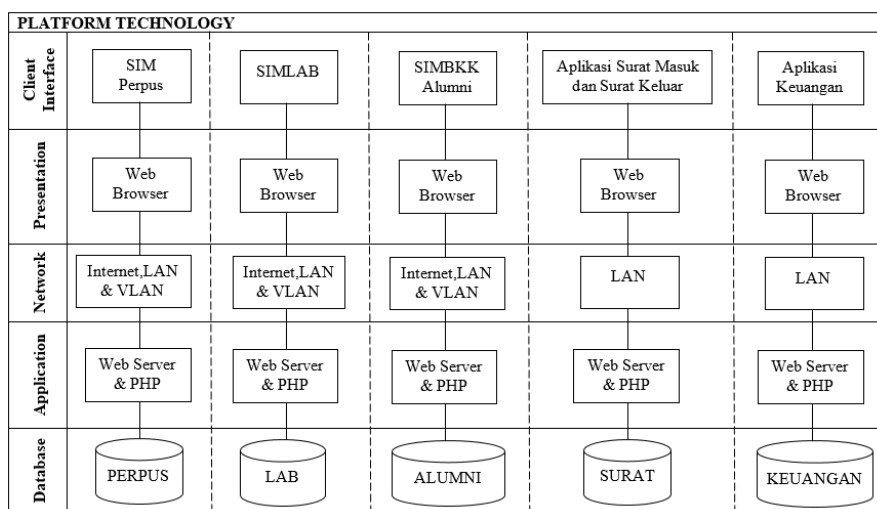 PLATFORM TECHNOLOGY
Client
Interface
SIM
Perpus
SIMLAB
SIMBKK
Alumni
Aplikasi Surat Masuk
dan Surat Keluar
Aplikasi
Keuangan
Presentation
Web
Browser
Web
Browser
Web
Browser
Web
Browser
Web
Browser
Network
Internet,LAN
& VLAN
Internet,LAN
& VLAN
Internet,LAN
& VLAN
LAN
LAN
Application
Web Server
& PHP
Web Server
& PHP
Web Server
& PHP
Web Server
& PHP
Web Server
& PHP
Database
PERPUS
LAB
ALUMNI
SURAT
KEUANGAN